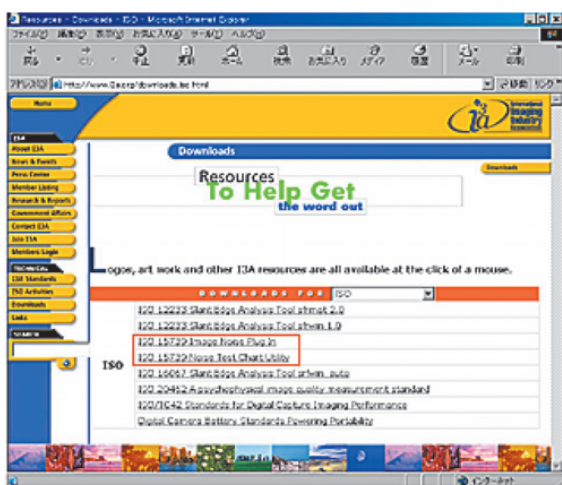 Resources - Downloads - ISO - Microsoft Internet Explorer
ファイル(F) 編集(E) 表示(V) お気に入り(A) ツール(T) ヘルプ(H)
戻る 中止 更新 ホーム 検索 お気に入り メディア 履歴 メール 印刷
アドレス(D) 移動 リンク
Home
i3a
International
Imaging
Industry
I3A
About I3A
News & Events
Press Center
Member Listing
Research & Reports
Government Affairs
Contact I3A
Join I3A
Members Login
TECHNICAL
I3A Standards
ISO Activities
Downloads
Links
SEARCH
Downloads
Downloads
Resources
To Help Get
the word out
Logos, art work and other I3A resources are all available at the click of a mouse.
DOWNLOADS FOR ISO
ISO
ISO 12233 Slant Edge Analysis Tool sfrmat 2.0
ISO 12233 Slant Edge Analysis Tool sfrwin 1.0
ISO 15739 Image Noise Plug In
ISO 15739 Noise Test Chart Utility
ISO 16067 Slant Edge Analysis Tool sfrwin_auto
ISO 20462 A psychophysical image quality measurement standard
ISO/TC42 Standards for Digital Capture Imaging Performance
Digital Camera Battery Standards Powering Portability
インターネット